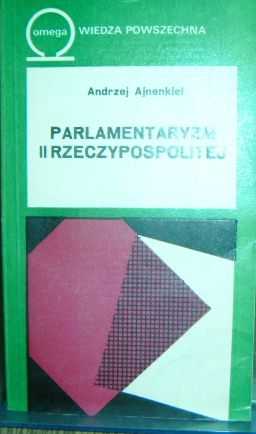 omega
WIEDZA POWSZECHNA
Andrzej Ajnenkiel
PARLAMENTARYZM
II RZECZYPOSPOLITEJ